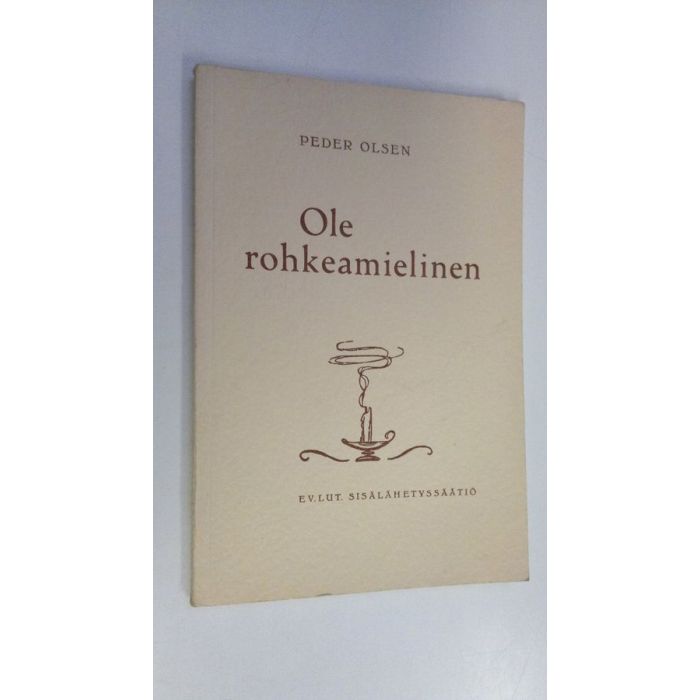 PEDER OLSEN
Ole
rohkeamielinen
EV. LUT. SISÄLÄHETYSSÄÄTIÖ